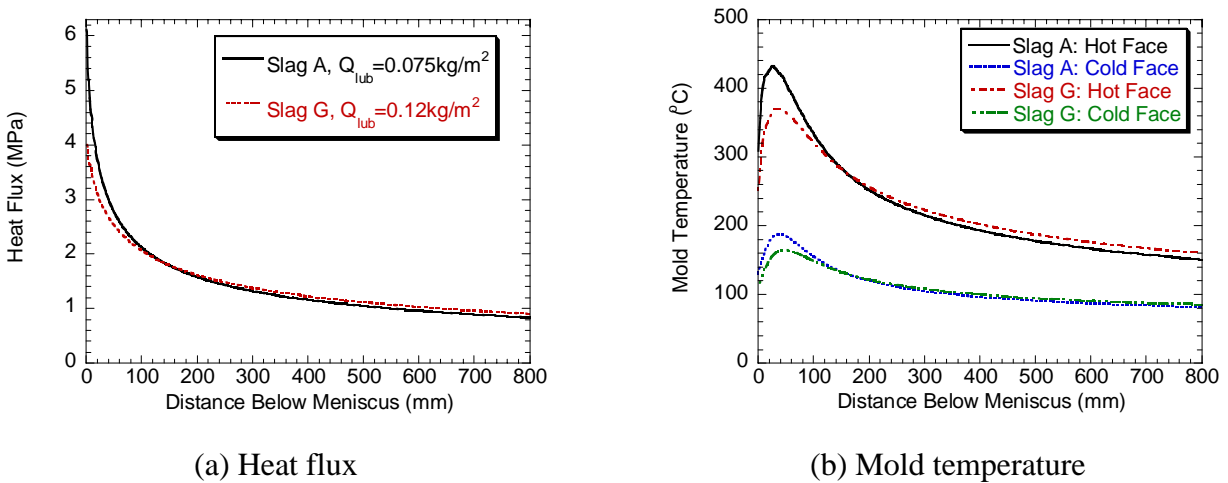 Heat Flux (MPa)
6
5
4
3
2
1
0
Slag A, Q_lub=0.075kg/m²
Slag G, Q_lub=0.12kg/m²
0 100 200 300 400 500 600 700 800
Distance Below Meniscus (mm)
(a) Heat flux
Mold Temperature (°C)
500
450
400
300
200
100
0
Slag A: Hot Face
Slag A: Cold Face
Slag G: Hot Face
Slag G: Cold Face
0 100 200 300 400 500 600 700 800
Distance Below Meniscus (mm)
(b) Mold temperature